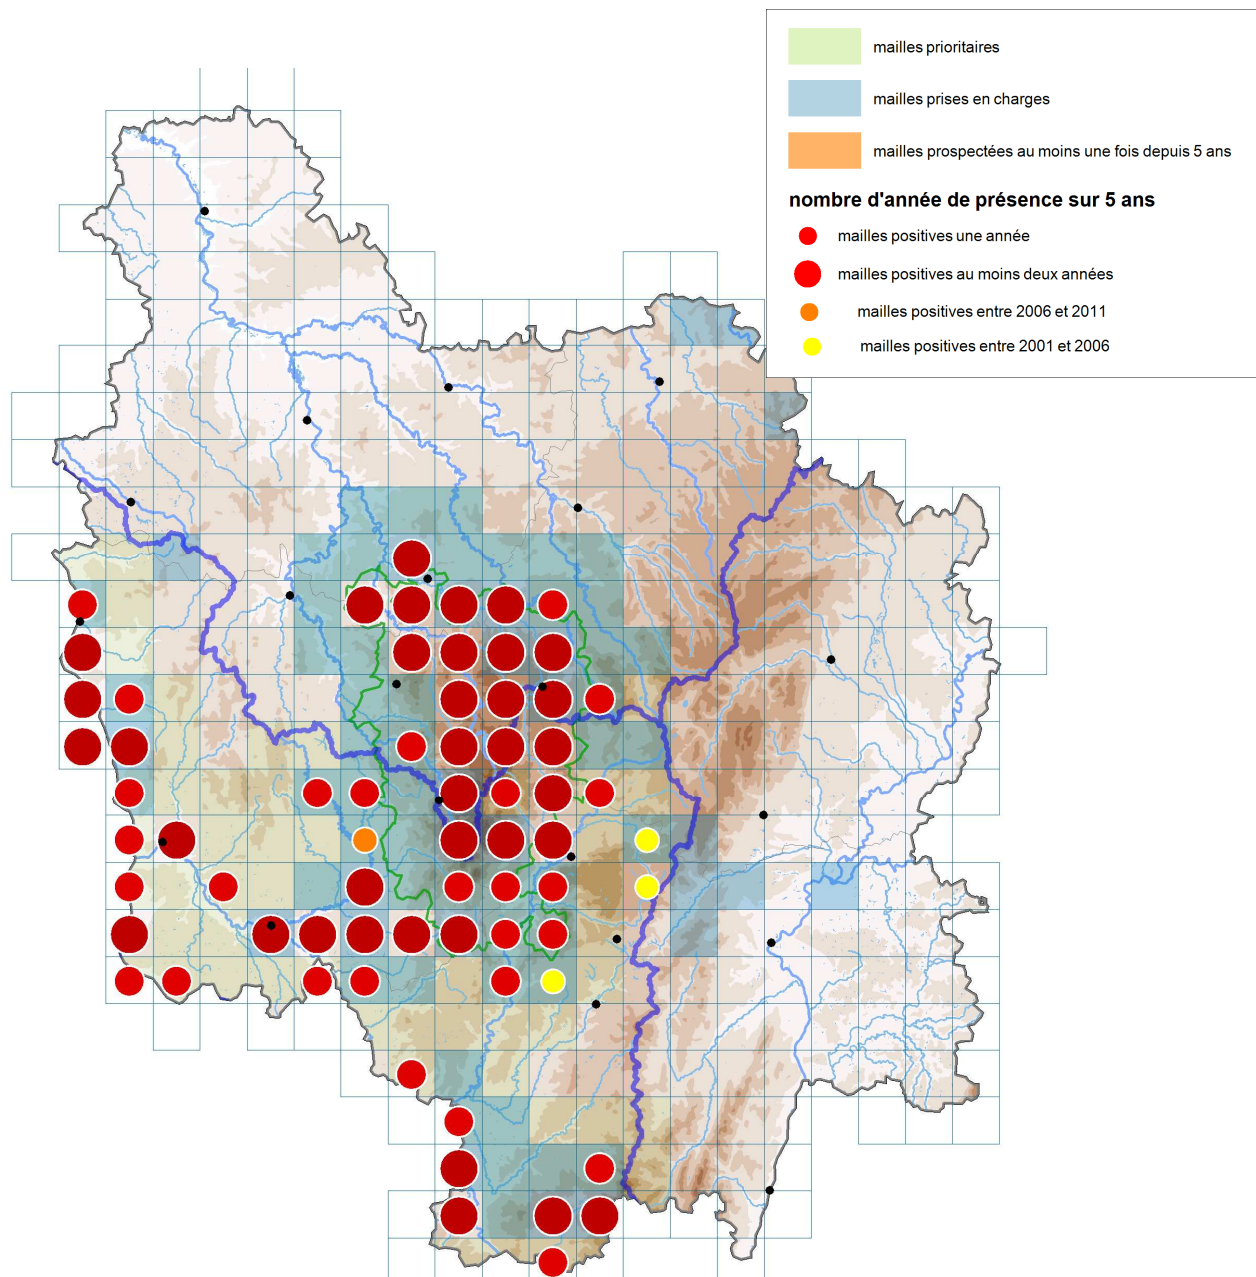 mailles prioritaires
mailles prises en charges
mailles prospectées au moins une fois depuis 5 ans
nombre d'année de présence sur 5 ans
mailles positives une année
mailles positives au moins deux années
mailles positives entre 2006 et 2011
mailles positives entre 2001 et 2006